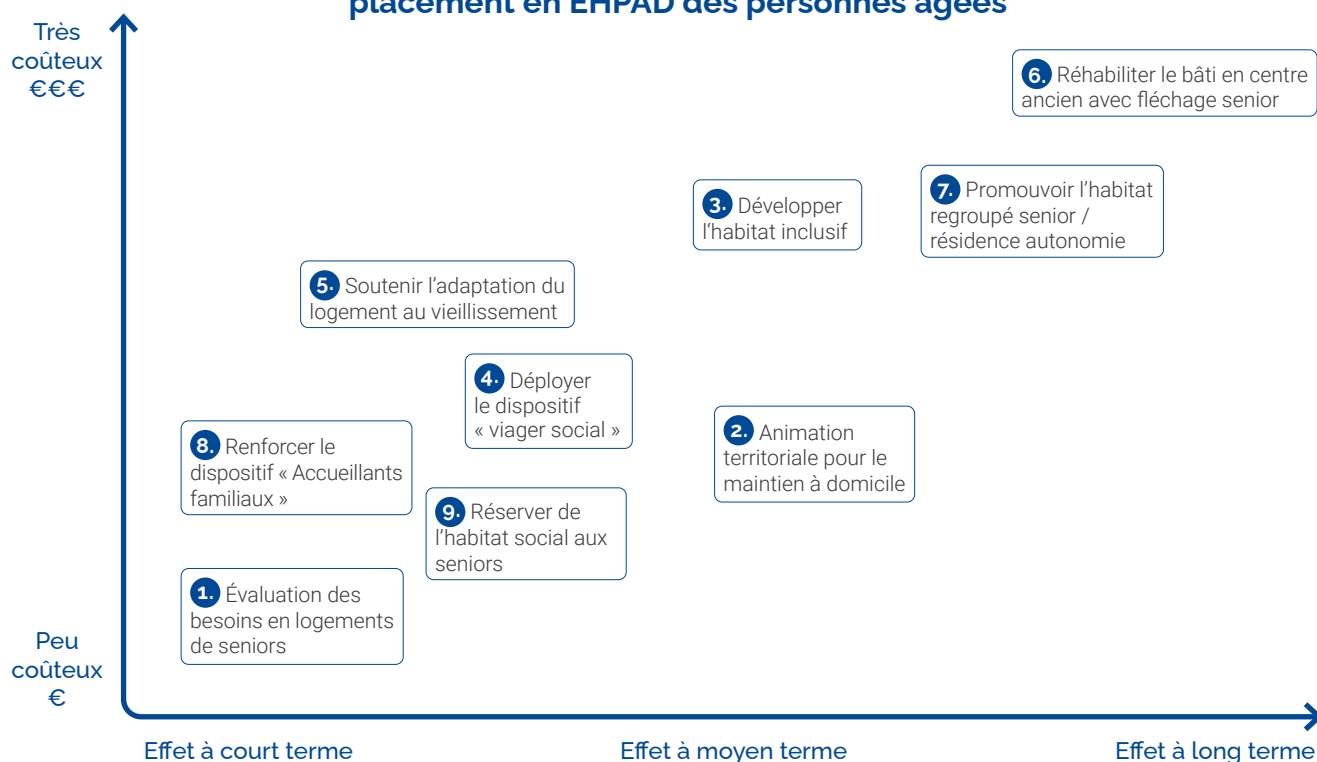 placement en EHPAD des personnes âgées
Très
coûteux
€€€
6. Réhabiliter le bâti en centre
ancien avec fléchage senior
3. Développer
l'habitat inclusif
7. Promouvoir l'habitat
regroupé senior /
résidence autonomie
5. Soutenir l'adaptation du
logement au vieillissement
4. Déployer
le dispositif
« viager social »
8. Renforcer le
dispositif « Accueillants
familiaux »
2. Animation
territoriale pour le
maintien à domicile
9. Réserver de
l'habitat social aux
seniors
1. Évaluation des
besoins en logements
de seniors
Peu
coûteux
€
Effet à court terme
Effet à moyen terme
Effet à long terme